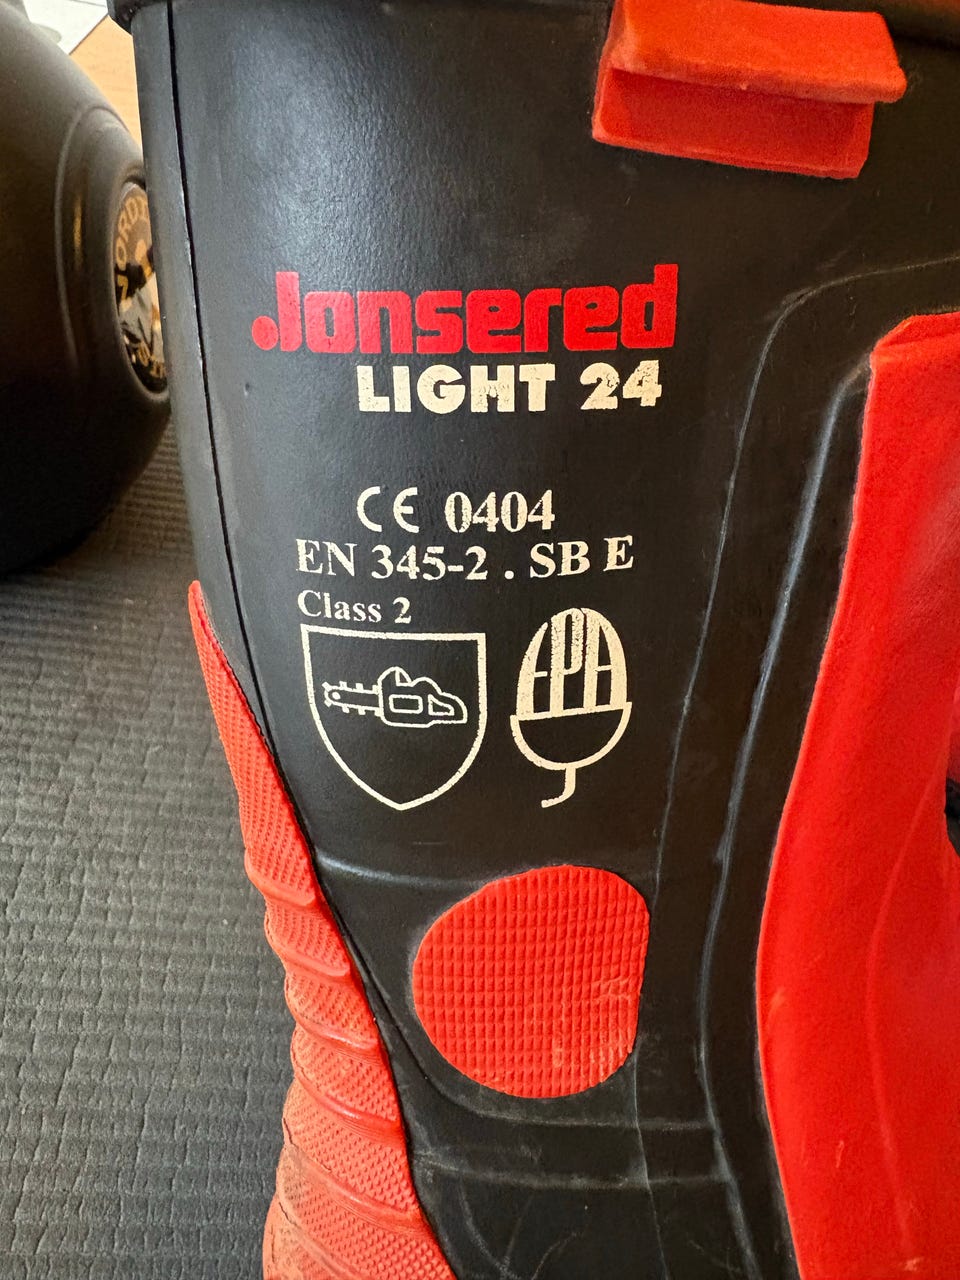 Jonsered
LIGHT 24
CE 0404
EN 345-2 . SB E
Class 2
EPA